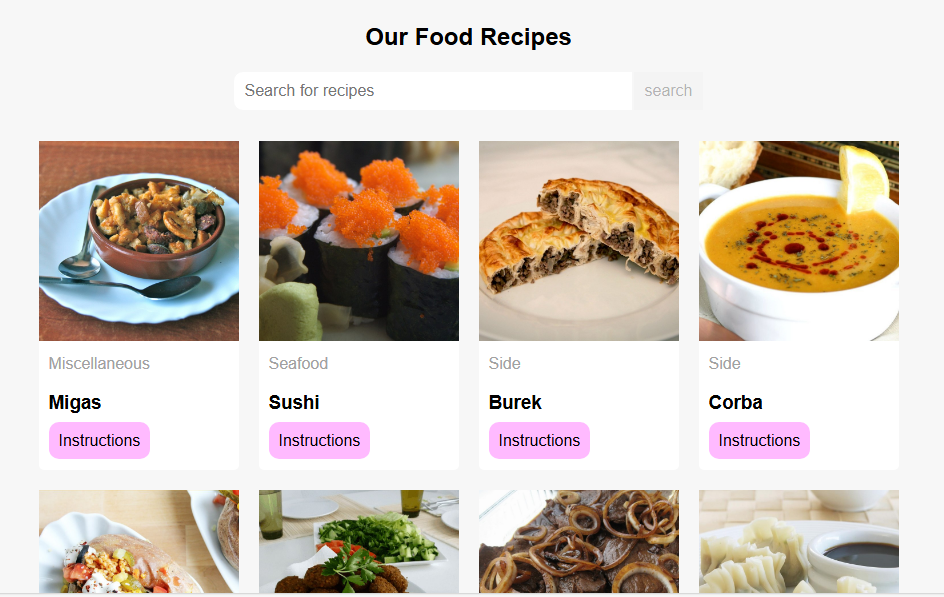 Our Food Recipes
Search for recipes
search
Miscellaneous
Migas
Instructions
Seafood
Sushi
Instructions
Side
Burek
Instructions
Side
Corba
Instructions